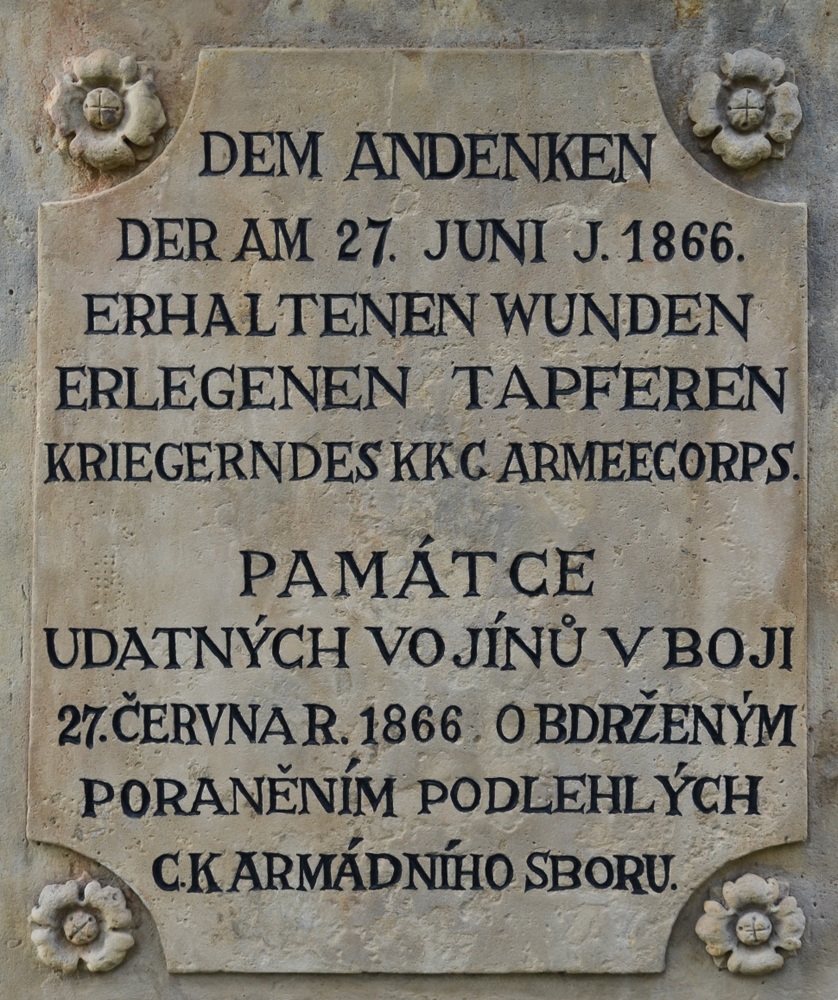 DEM ANDENKEN
DER AM 27. JUNI J. 1866.
ERHALTENEN WUNDEN
ERLEGENEN TAPFEREN
KRIEGERN DES KK C ARMEECORPS.
PAMÁTCE
UDATNÝCH VOJÍNŮ V BOJI
27. ČERVNA R. 1866 OBDRŽENÝM
PORANĚNÍM PODLEHLÝCH
C.K ARMÁDNÍHO SBORU.